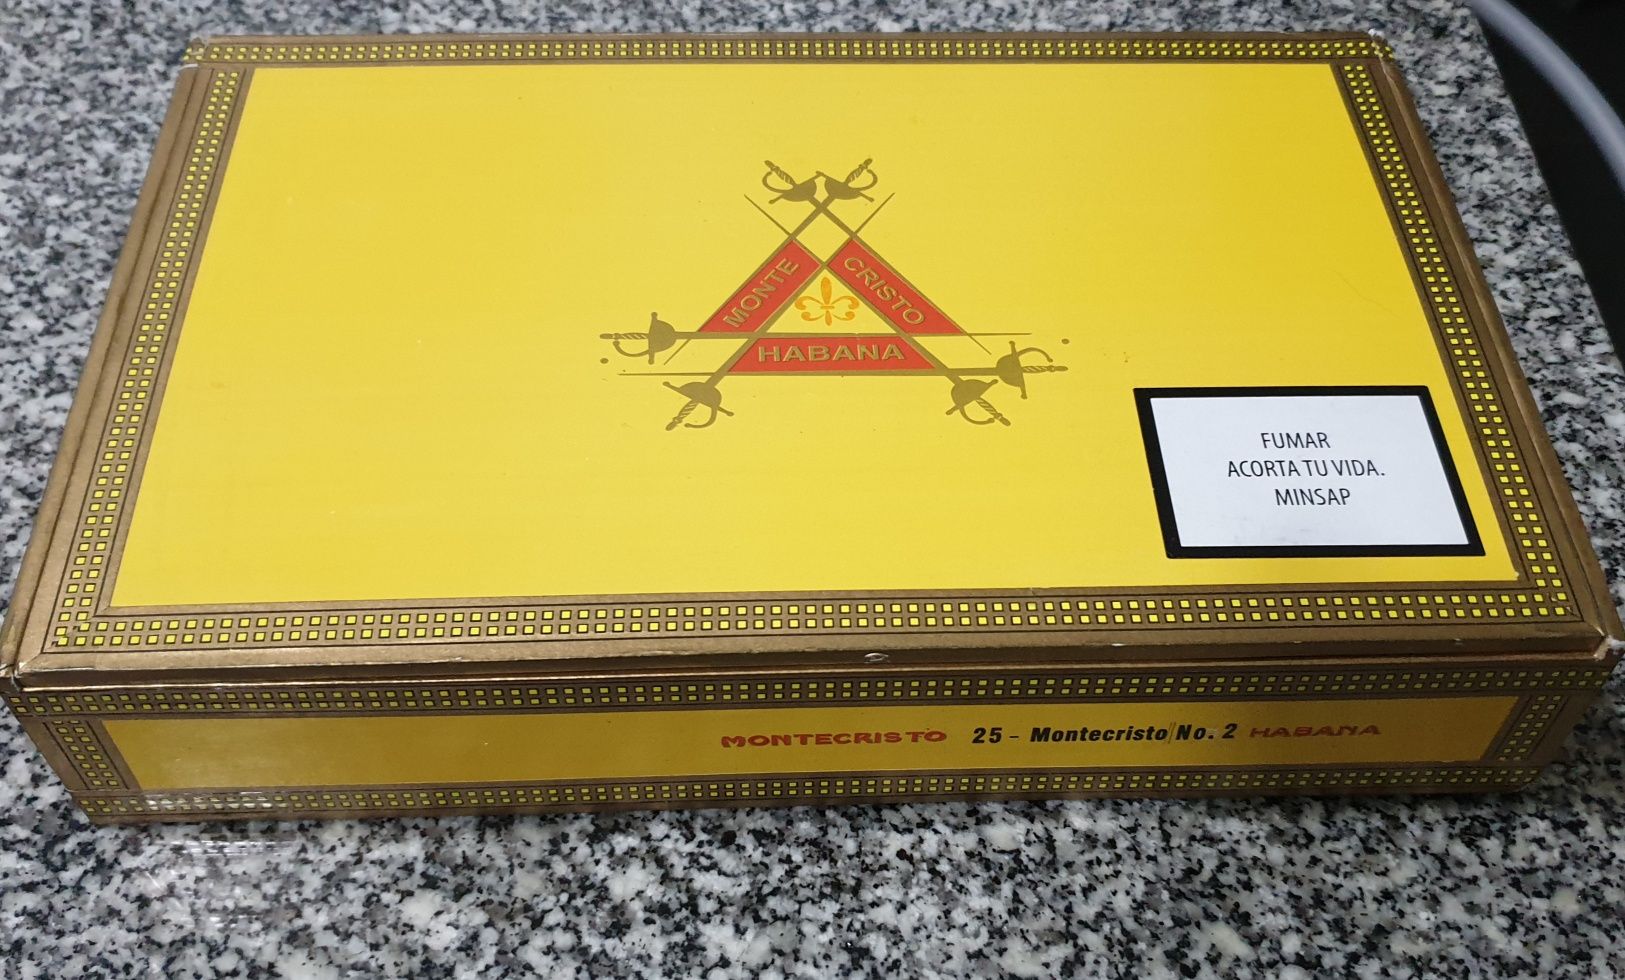 MONTE CRISTO
HABANA
FUMAR
ACORTA TU VIDA.
MINSAP
MONTECRISTO 25 - Montecristo No. 2 HABANA